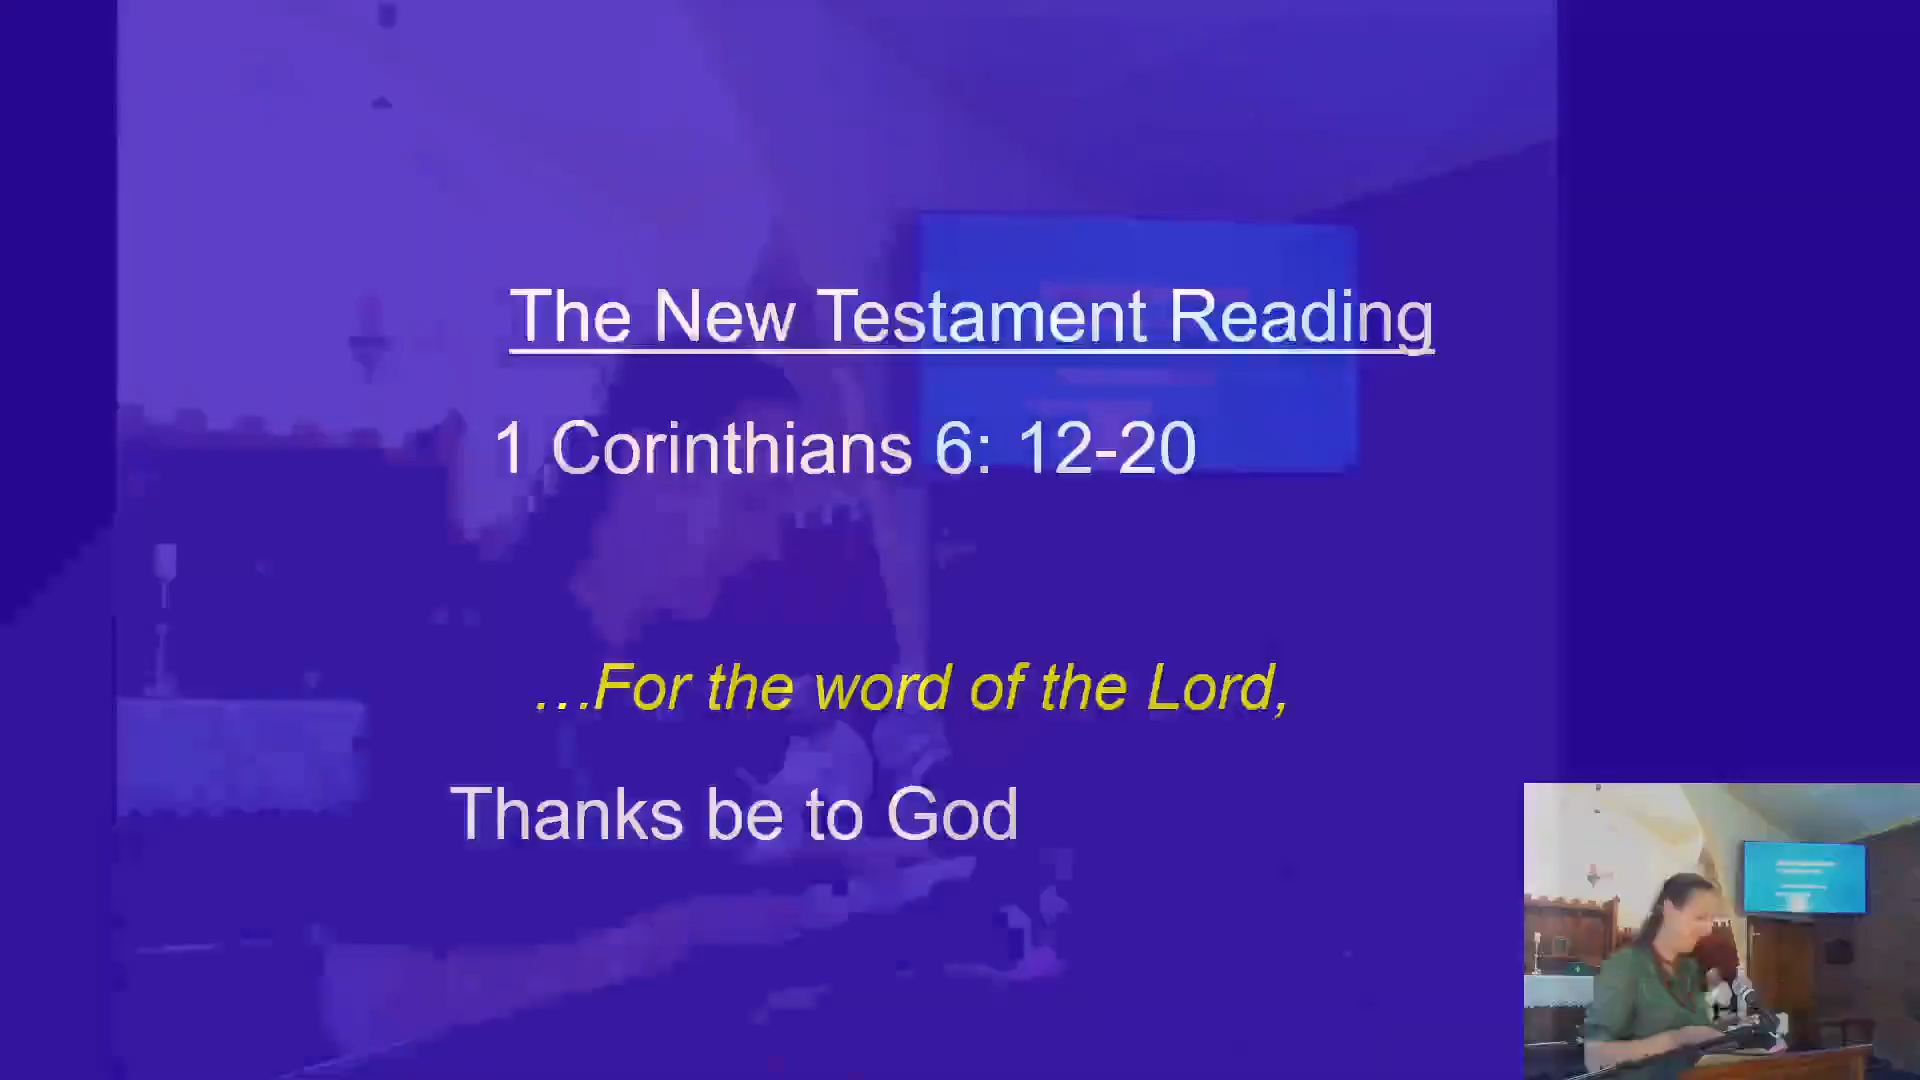 The New Testament Reading
1 Corinthians 6: 12-20
…For the word of the Lord,
Thanks be to God